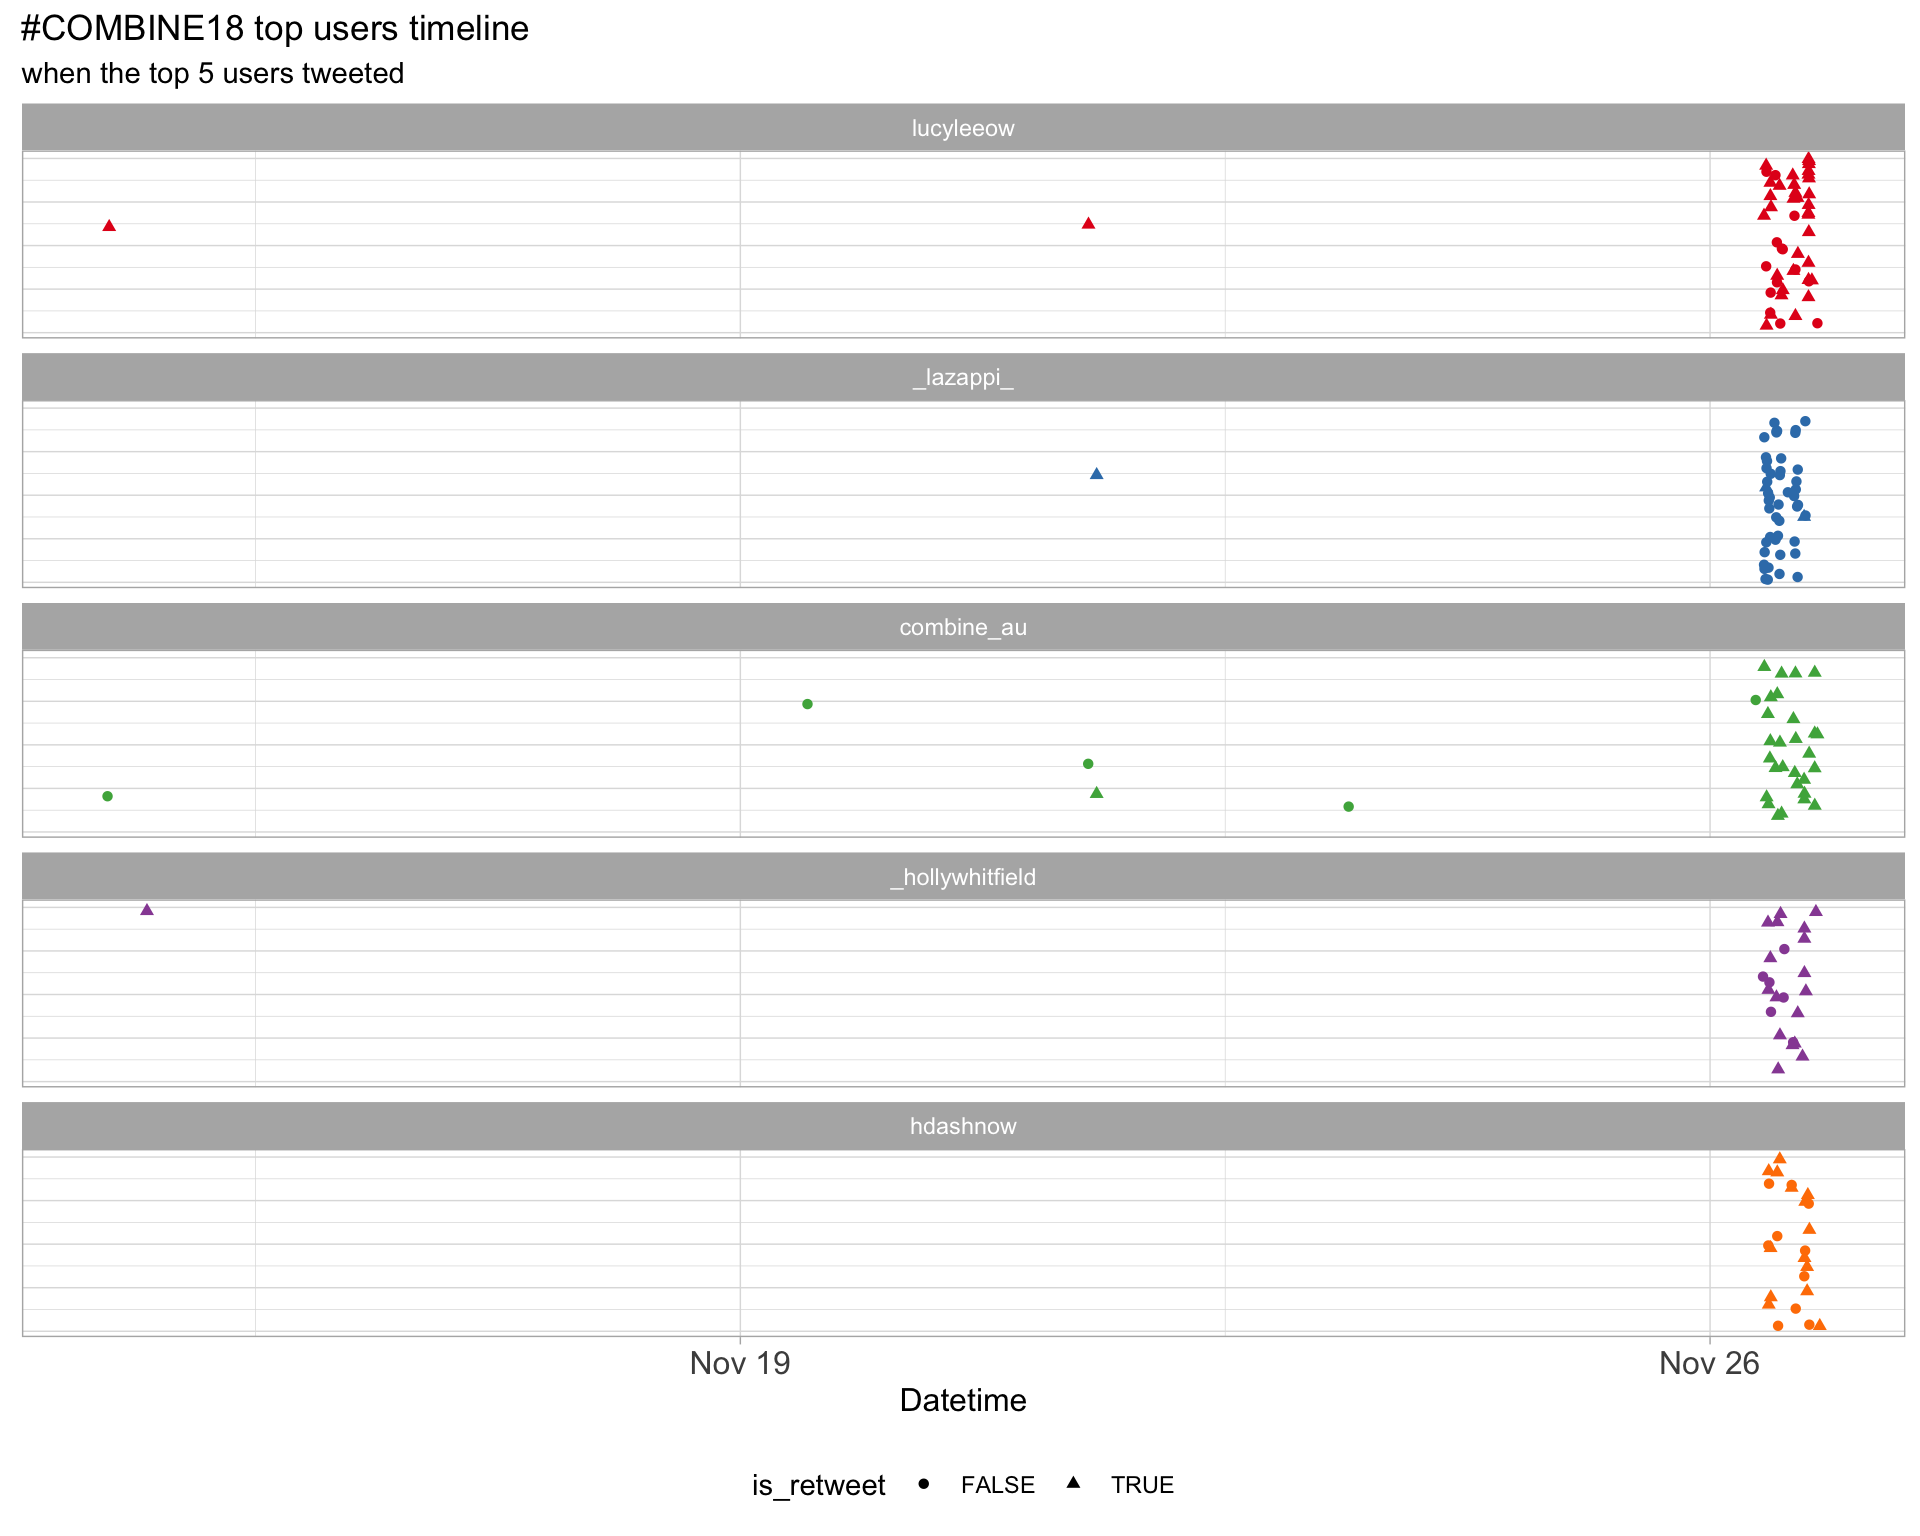 #COMBINE18 top users timeline
when the top 5 users tweeted
lucyleeow
_lazappi_
combine_au
_hollywhitfield
hdashnow
Nov 19 Nov 26
Datetime
is_retweet FALSE TRUE